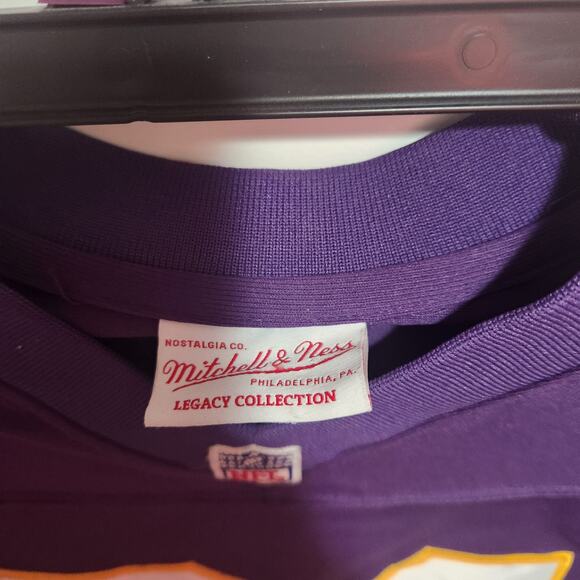 NOSTALGIA CO.
Mitchell & Ness
PHILADELPHIA, PA.
LEGACY COLLECTION
NFL